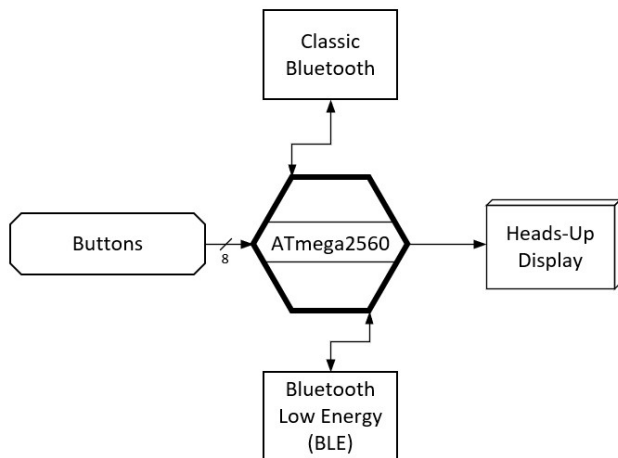 Classic
Bluetooth
Buttons
8
ATmega2560
Heads-Up
Display
Bluetooth
Low Energy
(BLE)